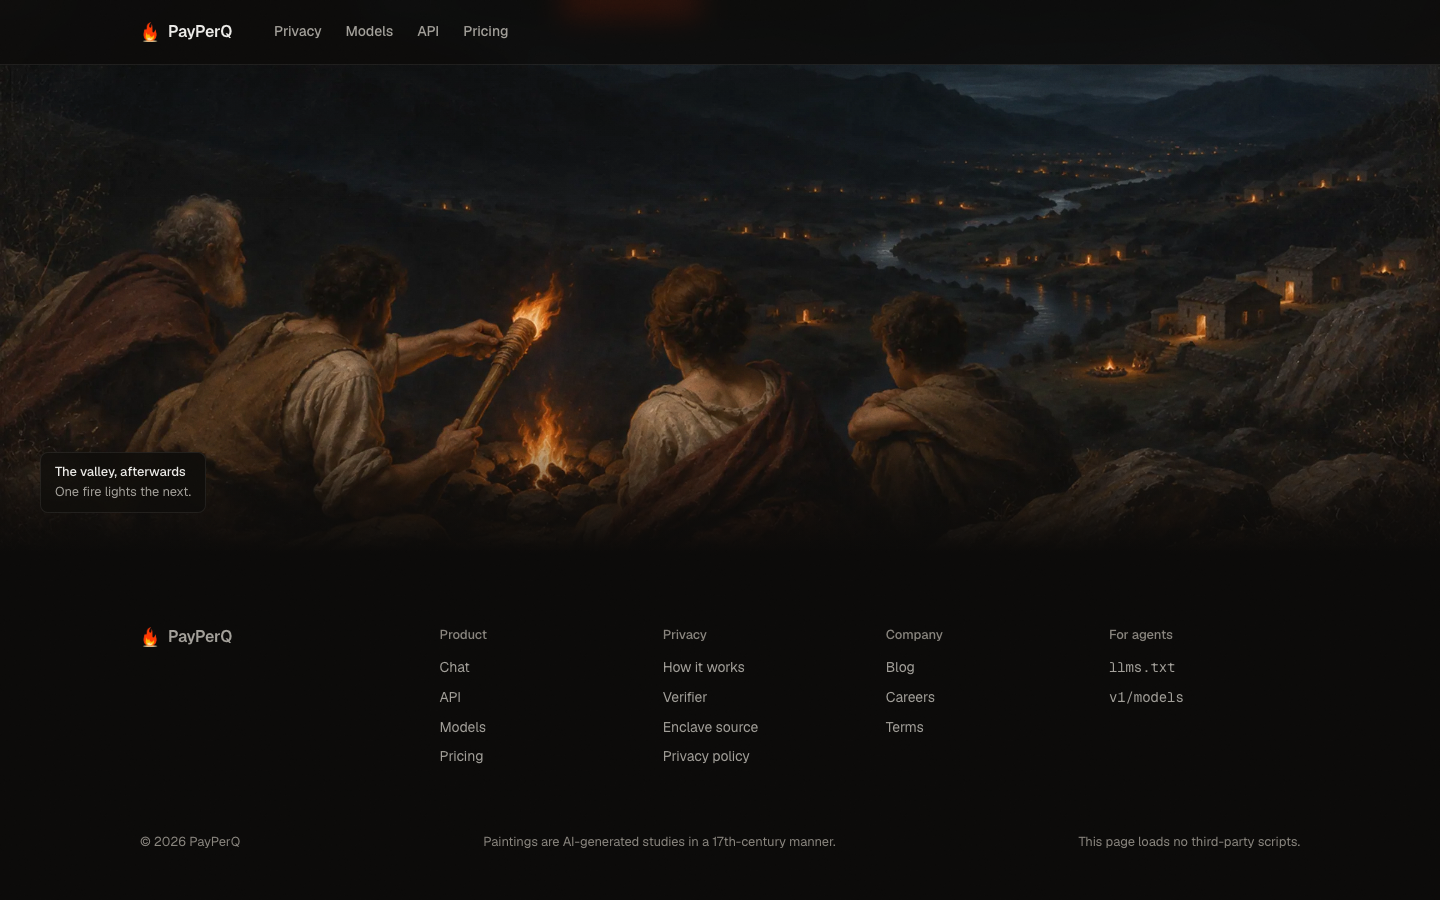 PayPerQ Privacy Models API Pricing
The valley, afterwards
One fire lights the next.
PayPerQ
Product
Chat
API
Models
Pricing
Privacy
How it works
Verifier
Enclave source
Privacy policy
Company
Blog
Careers
Terms
For agents
llms.txt
v1/models
© 2026 PayPerQ
Paintings are AI-generated studies in a 17th-century manner.
This page loads no third-party scripts.